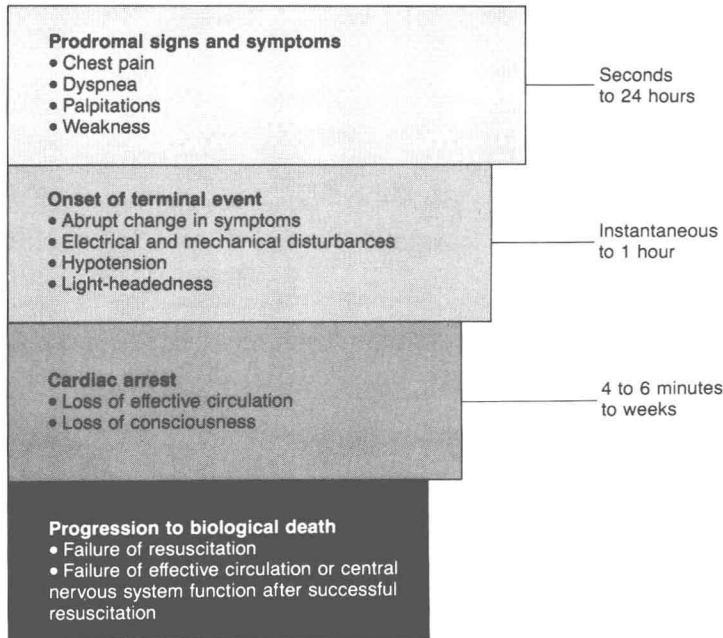 Prodromal signs and symptoms
• Chest pain
• Dyspnea
• Palpitations
• Weakness
Seconds
to 24 hours
Onset of terminal event
• Abrupt change in symptoms
• Electrical and mechanical disturbances
• Hypotension
• Light-headedness
Instantaneous
to 1 hour
Cardiac arrest
• Loss of effective circulation
• Loss of consciousness
4 to 6 minutes
to weeks
Progression to biological death
• Failure of resuscitation
• Failure of effective circulation or central
nervous system function after successful
resuscitation